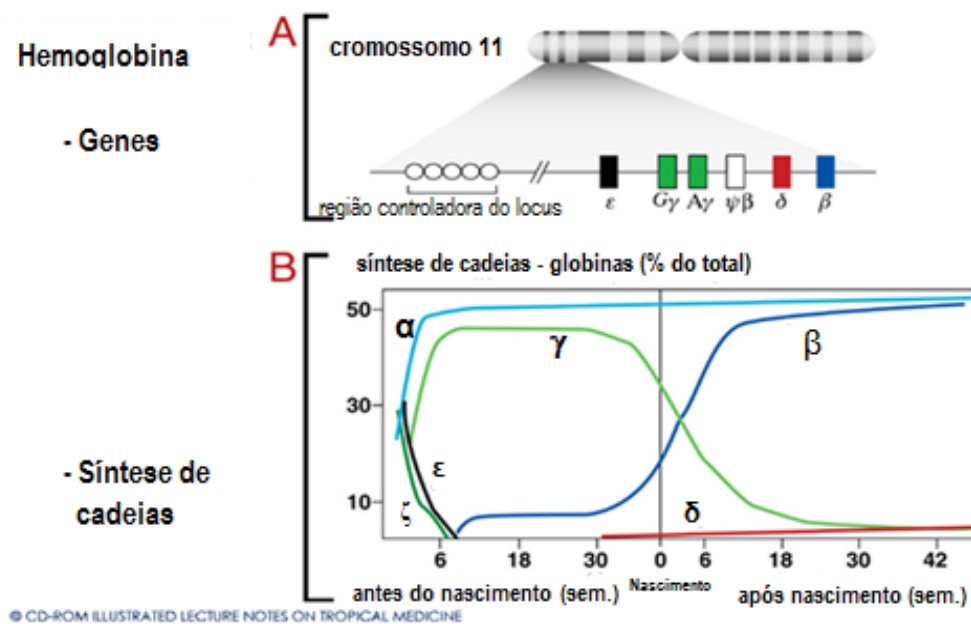 Hemoglobina
- Genes
A
cromossomo 11
região controladora do locus
ε Gγ Aγ ψβ δ β
B
síntese de cadeias - globinas (% do total)
50
30
10
α
γ
β
ε
ζ
δ
- Síntese de
cadeias
6 18 30 0 6 18 30 42
antes do nascimento (sem.) Nascimento após nascimento (sem.)
© CD-ROM ILLUSTRATED LECTURE NOTES ON TROPICAL MEDICINE